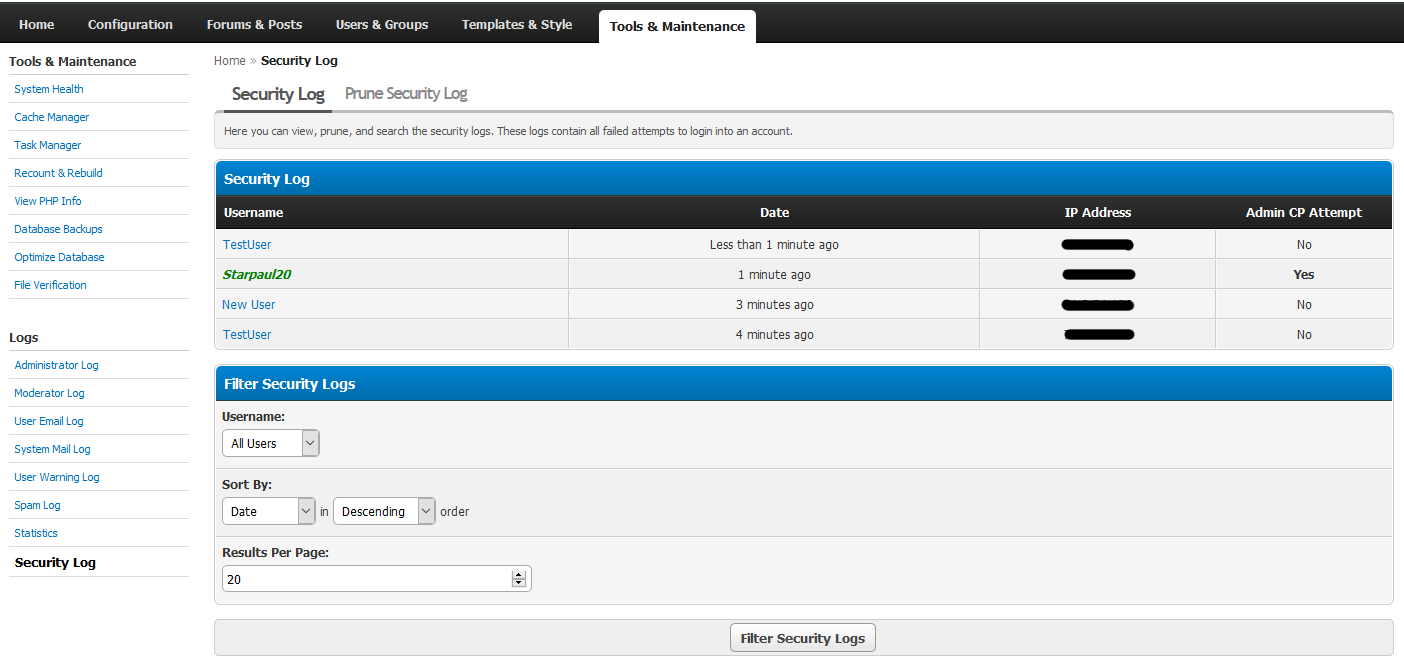 Home Configuration Forums & Posts Users & Groups Templates & Style Tools & Maintenance
Tools & Maintenance
System Health
Cache Manager
Task Manager
Recount & Rebuild
View PHP Info
Database Backups
Optimize Database
File Verification
Logs
Administrator Log
Moderator Log
User Email Log
System Mail Log
User Warning Log
Spam Log
Statistics
Security Log
Home » Security Log
Security Log Prune Security Log
Here you can view, prune, and search the security logs. These logs contain all failed attempts to login into an account.
Security Log
Username Date IP Address Admin CP Attempt
TestUser Less than 1 minute ago No
Starpaul20 1 minute ago Yes
New User 3 minutes ago No
TestUser 4 minutes ago No
Filter Security Logs
Username:
All Users
Sort By:
Date in Descending order
Results Per Page:
20
Filter Security Logs